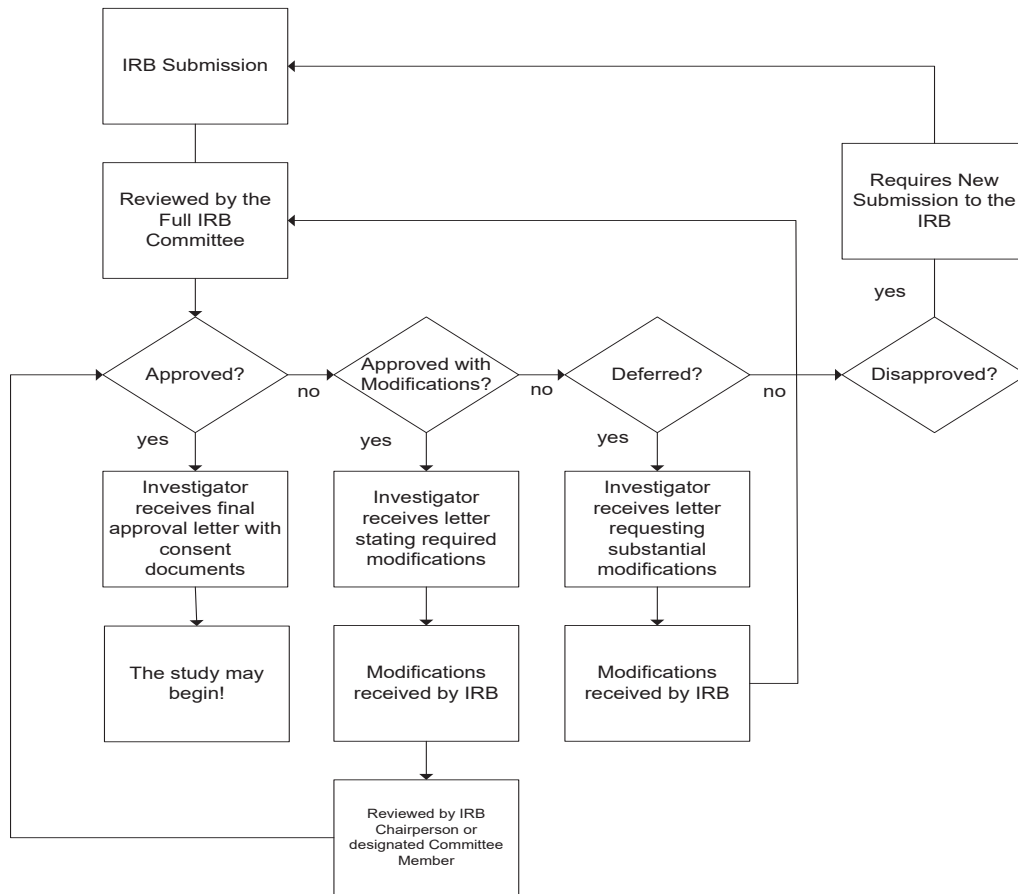 IRB Submission
Reviewed by the
Full IRB
Committee
Requires New
Submission to the
IRB
yes
Approved?
no
Approved with
Modifications?
no
Deferred?
no
Disapproved?
yes
yes
yes
Investigator
receives final
approval letter with
consent
documents
Investigator
receives letter
stating required
modifications
Investigator
receives letter
requesting
substantial
modifications
The study may
begin!
Modifications
received by IRB
Modifications
received by IRB
Reviewed by IRB
Chairperson or
designated Committee
Member